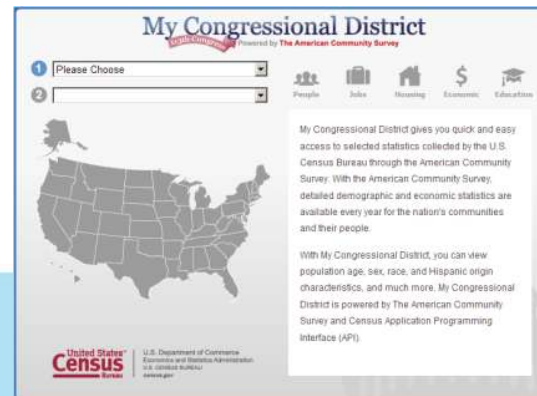 My Congressional District
113th Congress
Powered by The American Community Survey
1 Please Choose
2
People Jobs Housing Economic Education
My Congressional District gives you quick and easy
access to selected statistics collected by the U.S.
Census Bureau through the American Community
Survey. With the American Community Survey,
detailed demographic and economic statistics are
available every year for the nation's communities
and their people.
With My Congressional District, you can view
population age, sex, race, and Hispanic origin
characteristics, and much more. My Congressional
District is powered by The American Community
Survey and Census Application Programming
Interface (API).
United States™
Census
Bureau
U.S. Department of Commerce
Economics and Statistics Administration
U.S. CENSUS BUREAU
census.gov